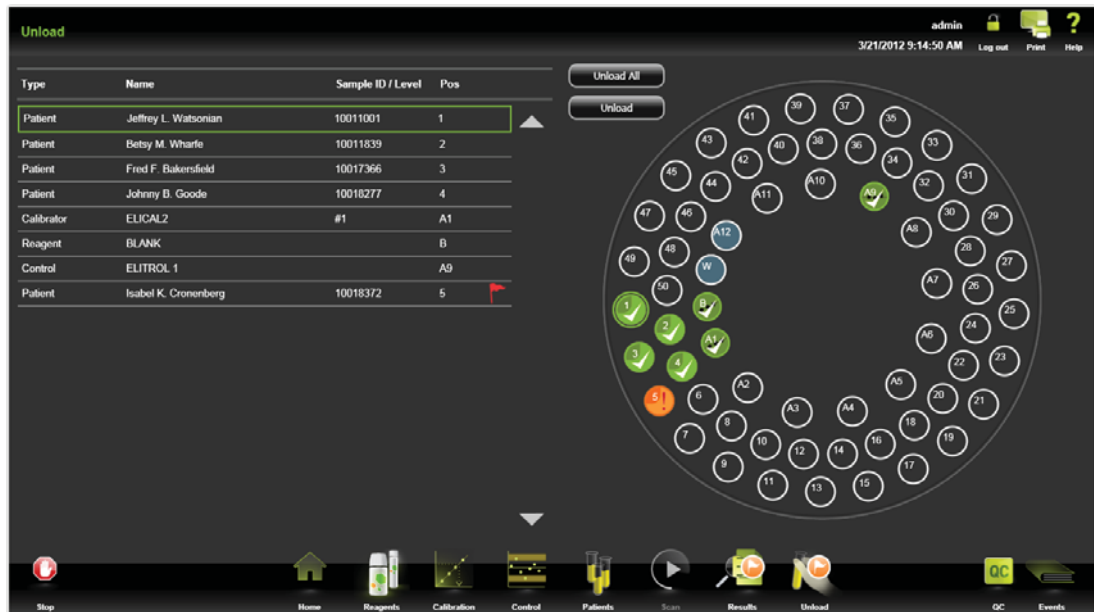 Unload
admin
3/21/2012 9:14:50 AM
Log out Print Help
Type Name Sample ID / Level Pos
Patient Jeffrey L. Watsonian 10011001 1
Patient Betsy M. Wharfe 10011839 2
Patient Fred F. Bakersfield 10017366 3
Patient Johnny B. Goode 10018277 4
Calibrator ELICAL2 #1 A1
Reagent BLANK B
Control ELITROL 1 A9
Patient Isabel K. Cronenberg 10018372 5
Unload All
Unload
39 37
41 35
43 40 38 36 33
42 34
45 44 A11 A10 A9 32 31
47 46 A12 A8 30 29
49 48 W A7 28 27
50 26
1 B 25
2 A1 A6 24
3 4 22 23
5 6 A2 A5 20 21
8 A3 A4 18
7 10 12 14 16 19
9 17
11 13 15
QC
Stop Home Reagents Calibration Control Patients Scan Results Unload QC Events